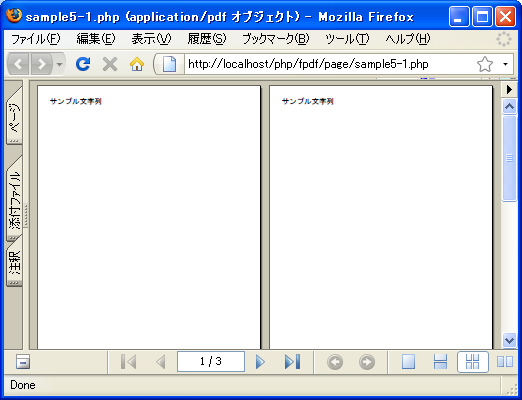 sample5-1.php (application/pdf オブジェクト) - Mozilla Firefox
ファイル(F) 編集(E) 表示(V) 履歴(S) ブックマーク(B) ツール(T) ヘルプ(H)
http://localhost/php/fpdf/page/sample5-1.php
ページ
添付ファイル
注釈
サンプル文字列
サンプル文字列
1 / 3
Done